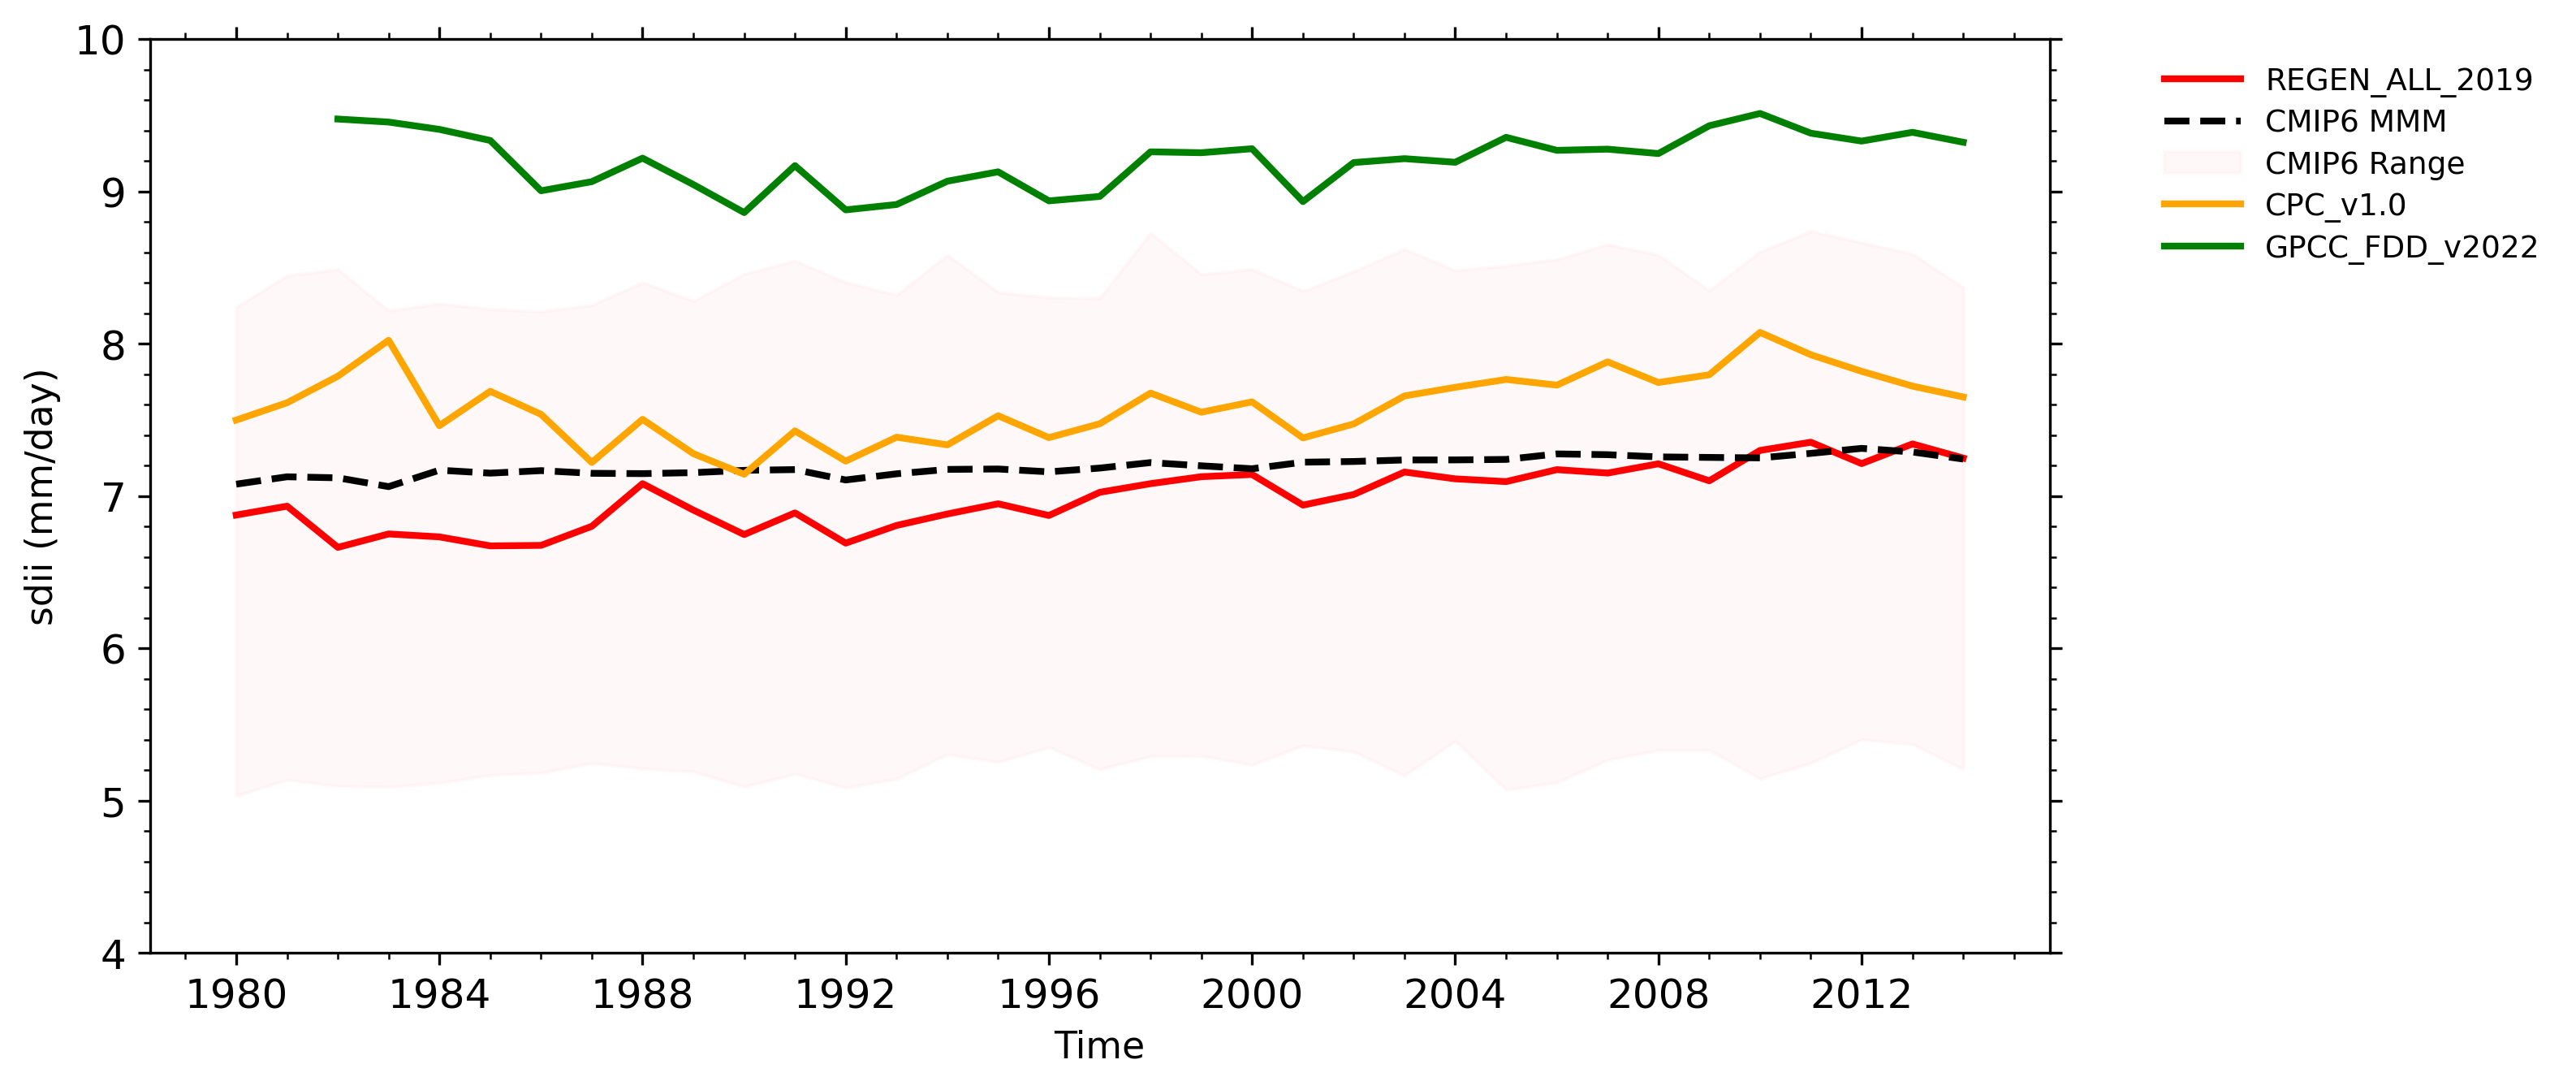 10
9
8
7
6
5
4
sdii (mm/day)
1980 1984 1988 1992 1996 2000 2004 2008 2012
Time
REGEN_ALL_2019
CMIP6 MMM
CMIP6 Range
CPC_v1.0
GPCC_FDD_v2022